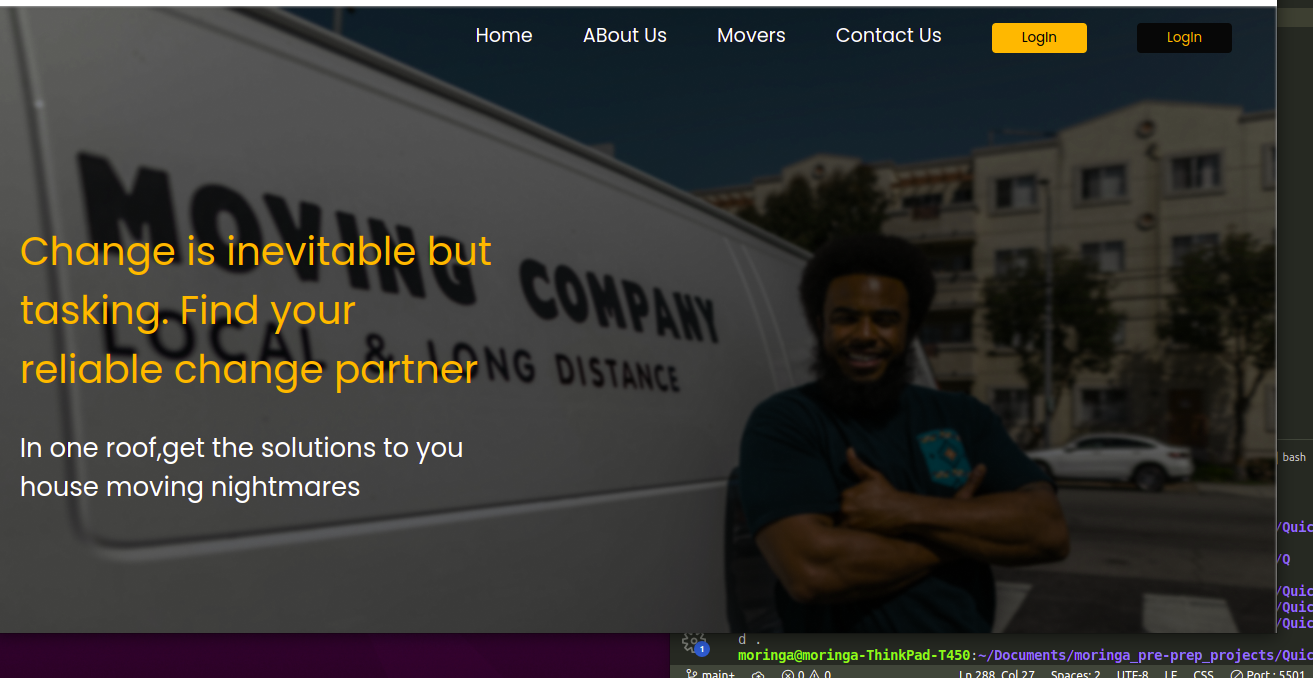 Home ABout Us Movers Contact Us LogIn LogIn
MOVING COMPANY
LOCAL & LONG DISTANCE
Change is inevitable but
tasking. Find your
reliable change partner
In one roof,get the solutions to you
house moving nightmares
bash
/Quic
/Q
/Quic
/Quic
/Quic
d .
1
moringa@moringa-ThinkPad-T450:~/Documents/moringa_pre-prep_projects/Quic
main+ 0 0 Ln 288, Col 27 Spaces: 2 UTF-8 LF CSS Port : 5501